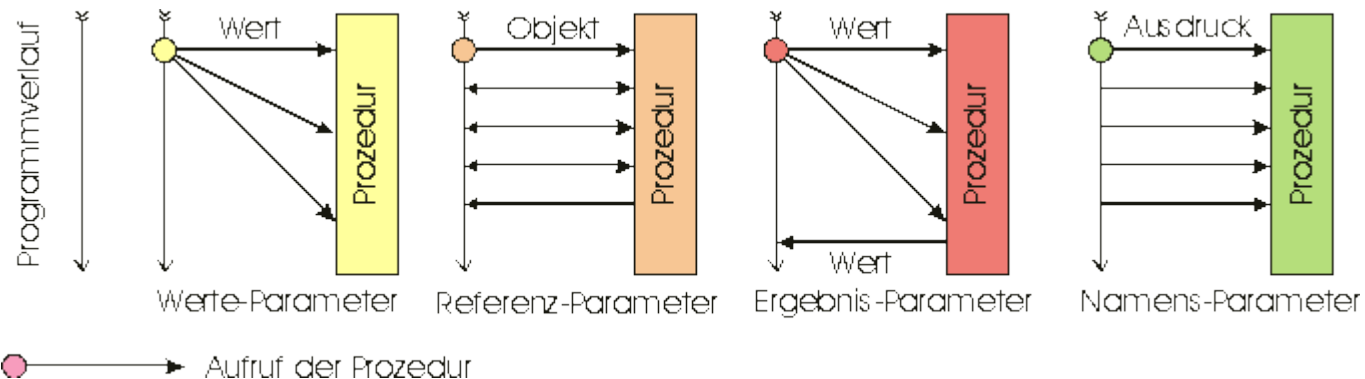 Programmverlauf
Wert
Prozedur
Werte-Parameter
Objekt
Prozedur
Referenz-Parameter
Wert
Prozedur
Wert
Ergebnis-Parameter
Ausdruck
Prozedur
Namens-Parameter
Aufruf der Prozedur